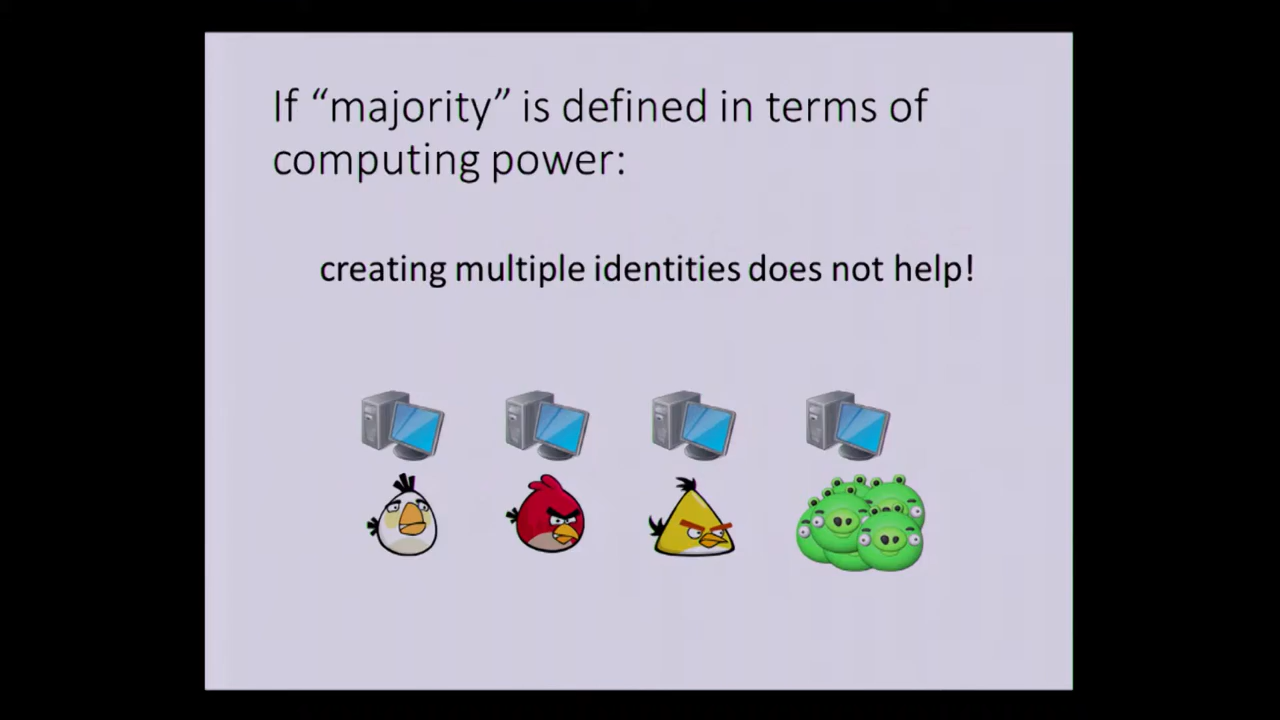 If “majority” is defined in terms of
computing power:
creating multiple identities does not help!